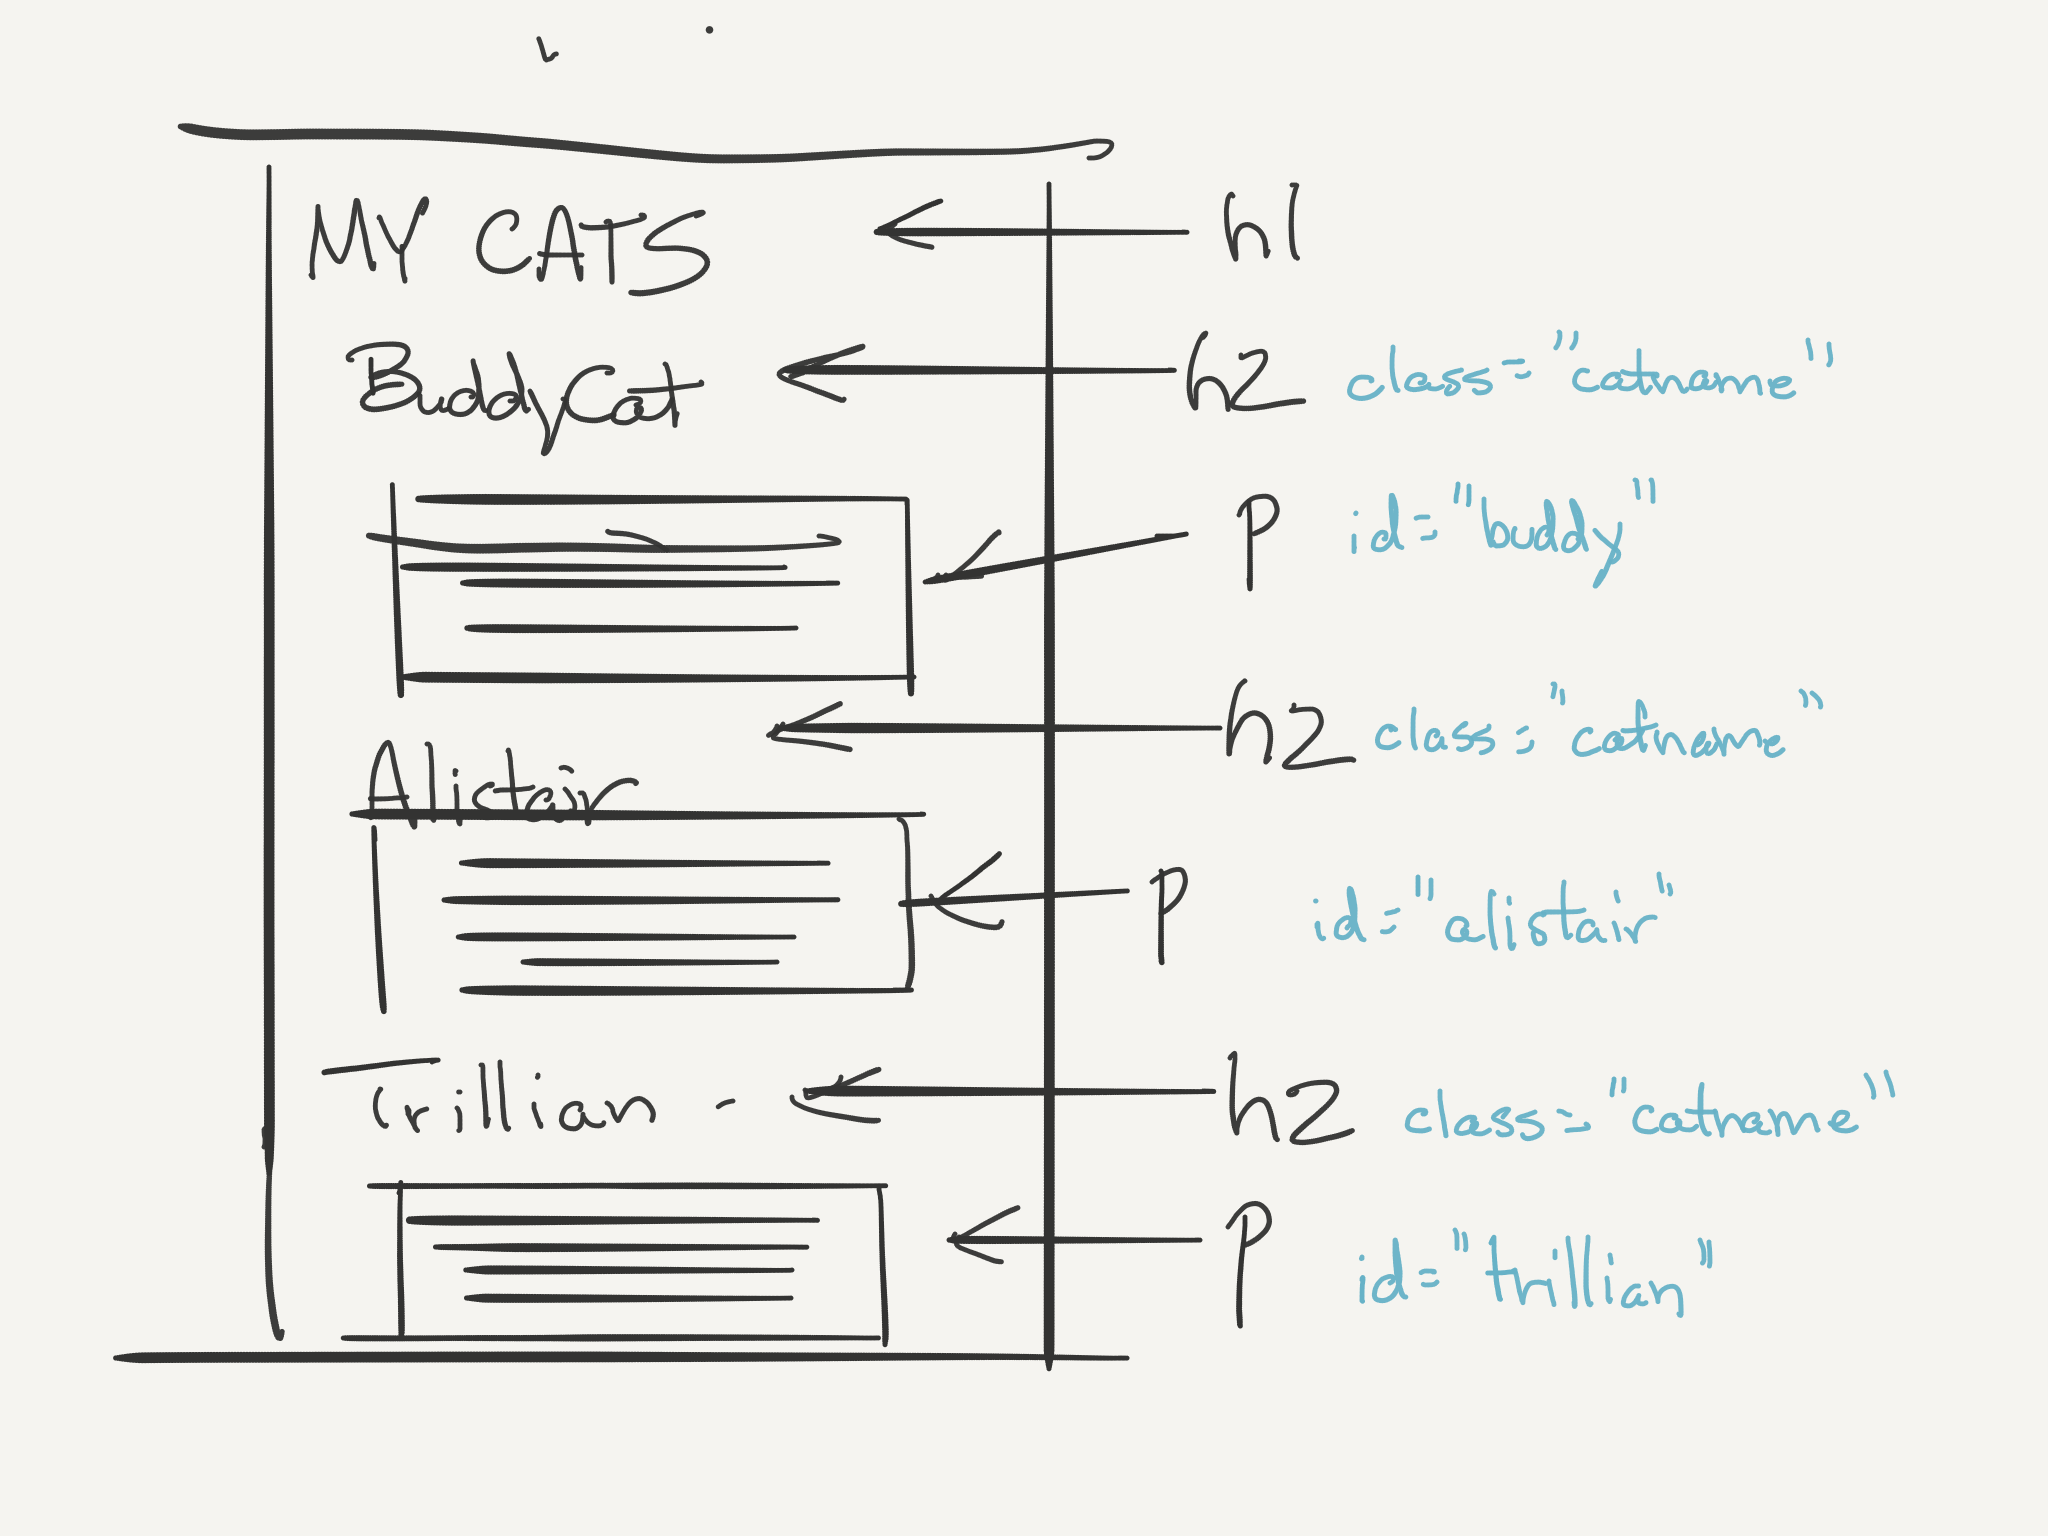 MY CATS h1
BuddyCat h2 class="catname"
p id="buddy"
h2 class="catname"
Alistair
p id="alistair"
Trillian - h2 class="catname"
p id="trillian"